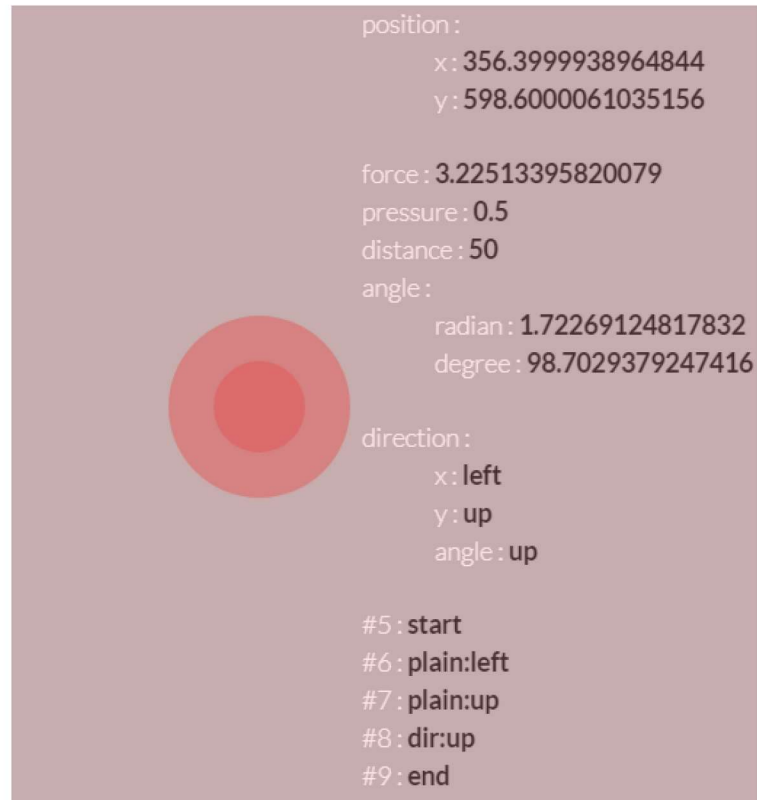 position :
x : 356.3999938964844
y : 598.6000061035156
force : 3.22513395820079
pressure : 0.5
distance : 50
angle :
radian : 1.72269124817832
degree : 98.7029379247416
direction :
x : left
y : up
angle : up
#5 : start
#6 : plain:left
#7 : plain:up
#8 : dir:up
#9 : end